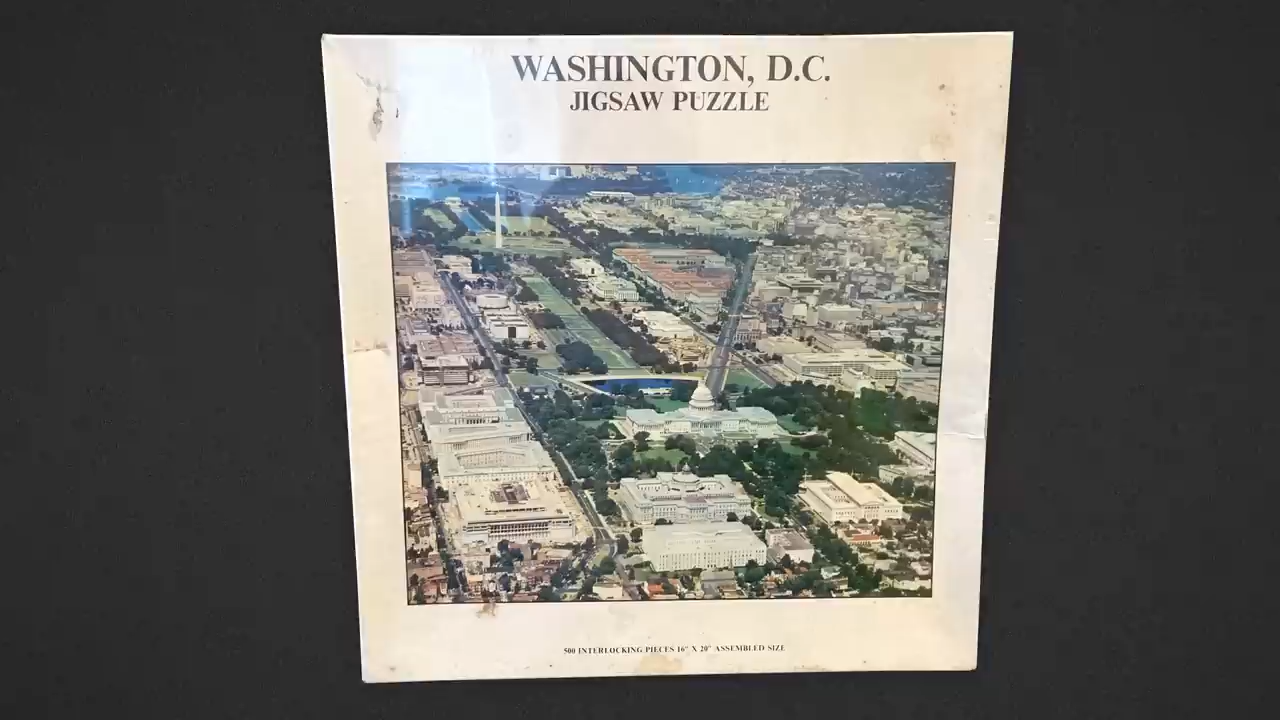 WASHINGTON, D.C.
JIGSAW PUZZLE
500 INTERLOCKING PIECES 16" X 20" ASSEMBLED SIZE